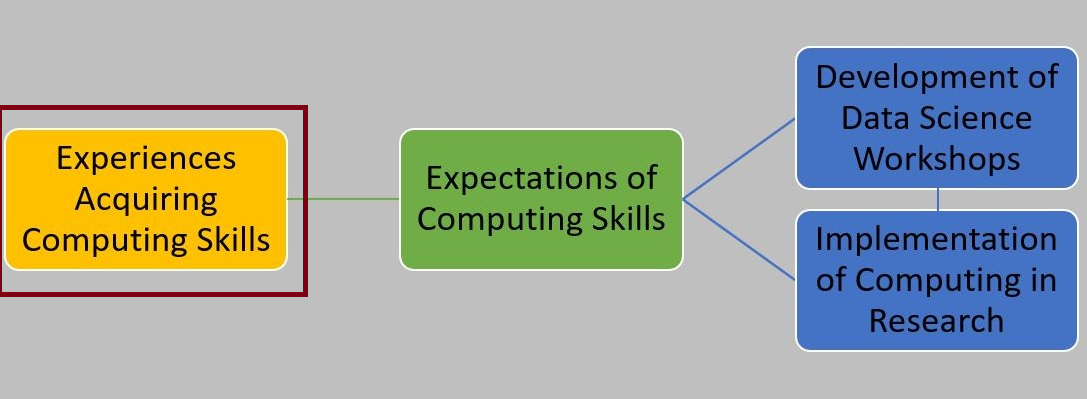 Experiences
Acquiring
Computing Skills
Expectations of
Computing Skills
Development of
Data Science
Workshops
Implementation
of Computing in
Research